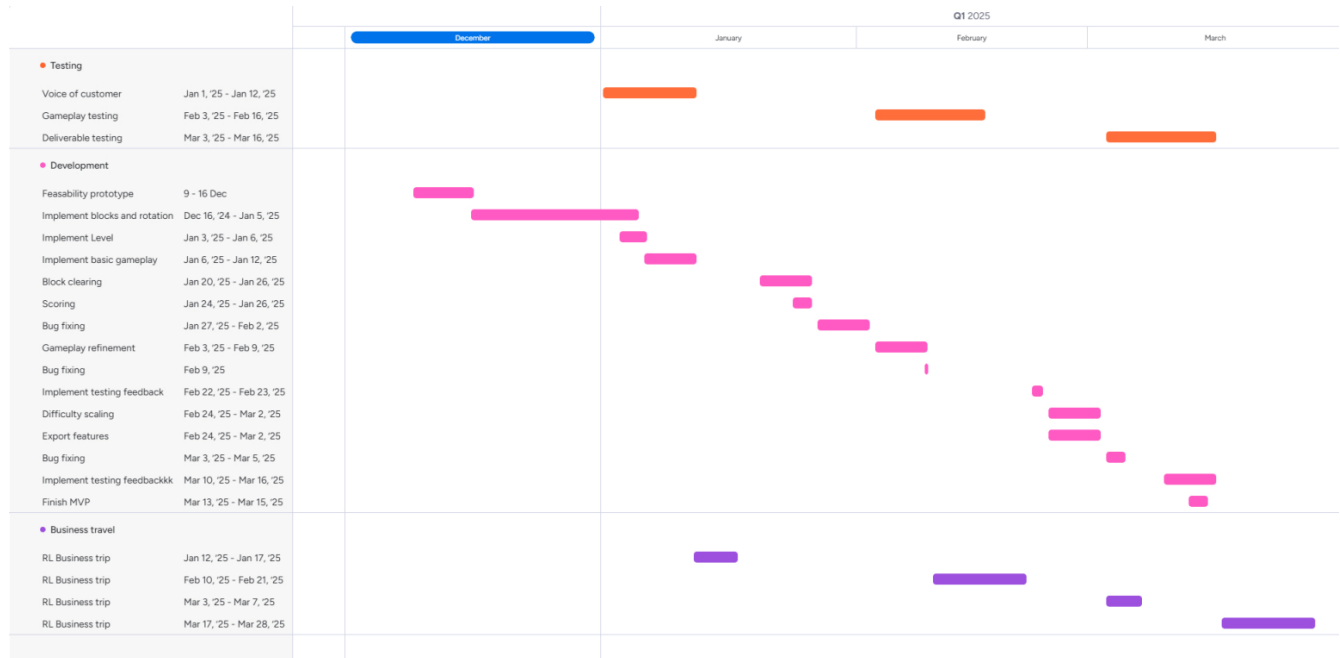 Q1 2025
December January February March
Testing
Voice of customer Jan 1, '25 - Jan 12, '25
Gameplay testing Feb 3, '25 - Feb 16, '25
Deliverable testing Mar 3, '25 - Mar 16, '25
Development
Feasability prototype 9 - 16 Dec
Implement blocks and rotation Dec 16, '24 - Jan 5, '25
Implement Level Jan 3, '25 - Jan 6, '25
Implement basic gameplay Jan 6, '25 - Jan 12, '25
Block clearing Jan 20, '25 - Jan 26, '25
Scoring Jan 24, '25 - Jan 26, '25
Bug fixing Jan 27, '25 - Feb 2, '25
Gameplay refinement Feb 3, '25 - Feb 9, '25
Bug fixing Feb 9, '25
Implement testing feedback Feb 22, '25 - Feb 23, '25
Difficulty scaling Feb 24, '25 - Mar 2, '25
Export features Feb 24, '25 - Mar 2, '25
Bug fixing Mar 3, '25 - Mar 5, '25
Implement testing feedbackkk Mar 10, '25 - Mar 16, '25
Finish MVP Mar 13, '25 - Mar 15, '25
Business travel
RL Business trip Jan 12, '25 - Jan 17, '25
RL Business trip Feb 10, '25 - Feb 21, '25
RL Business trip Mar 3, '25 - Mar 7, '25
RL Business trip Mar 17, '25 - Mar 28, '25